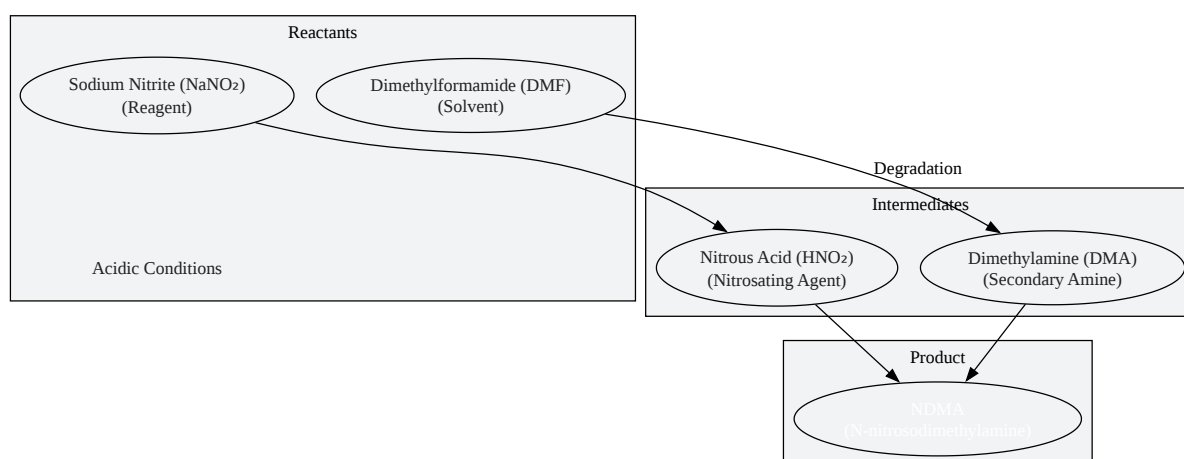 Reactants
Sodium Nitrite (NaNO₂)
(Reagent)
Dimethylformamide (DMF)
(Solvent)
Degradation
Intermediates
Acidic Conditions
Nitrous Acid (HNO₂)
(Nitrosating Agent)
Dimethylamine (DMA)
(Secondary Amine)
Product
NDMA
(N-nitrosodimethylamine)